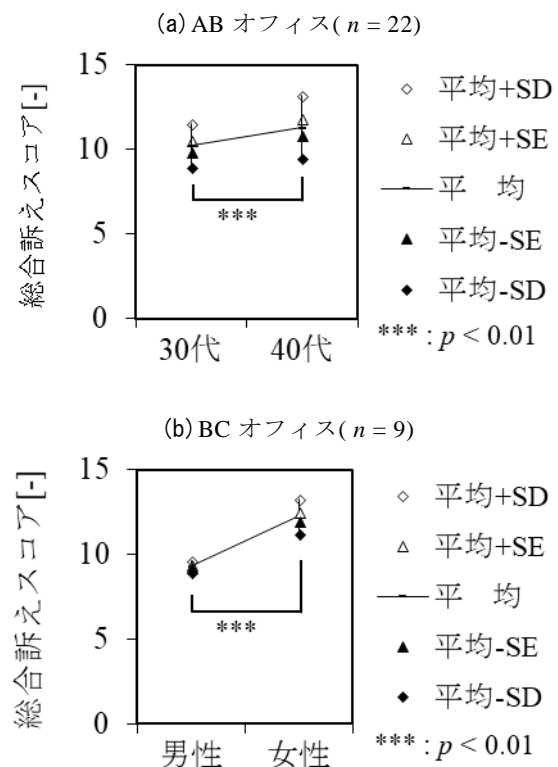 (a) AB オフィス( n = 22)
総合訴えスコア[-]
15
10
5
0
***
30代 40代
平均+SD
平均+SE
平 均
平均-SE
平均-SD
*** : p < 0.01
(b) BC オフィス( n = 9)
総合訴えスコア[-]
15
10
5
0
***
男性 女性
平均+SD
平均+SE
平 均
平均-SE
平均-SD
*** : p < 0.01